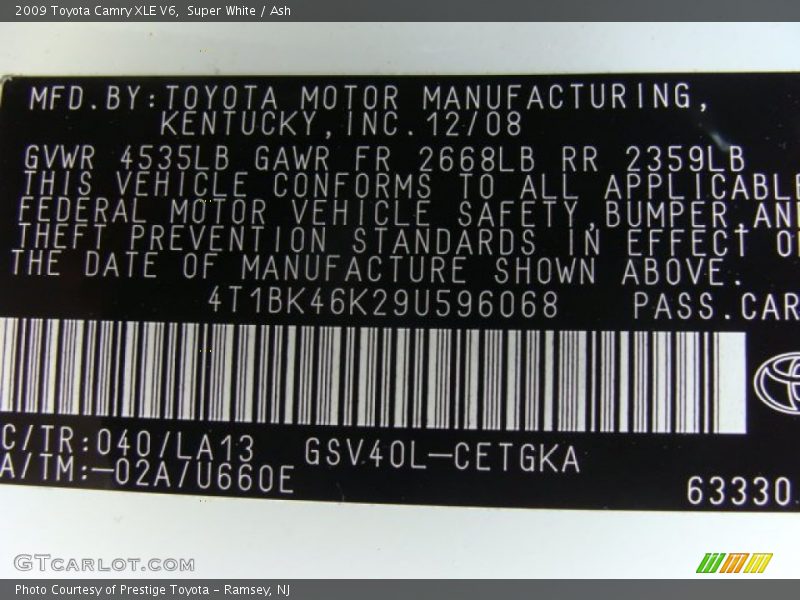 2009 Toyota Camry XLE V6, Super White / Ash
MFD.BY:TOYOTA MOTOR MANUFACTURING,
KENTUCKY,INC.12/08
GVWR 4535LB GAWR FR 2668LB RR 2359LB
THIS VEHICLE CONFORMS TO ALL APPLICABLE
FEDERAL MOTOR VEHICLE SAFETY,BUMPER,AN
THEFT PREVENTION STANDARDS IN EFFECT O
THE DATE OF MANUFACTURE SHOWN ABOVE.
4T1BK46K29U596068 PASS.CAR
C/TR:040/LA13 GSV40L-CETGKA
A/TM:-02A/U660E
63330
GTCARLOT.COM
Photo Courtesy of Prestige Toyota - Ramsey, NJ